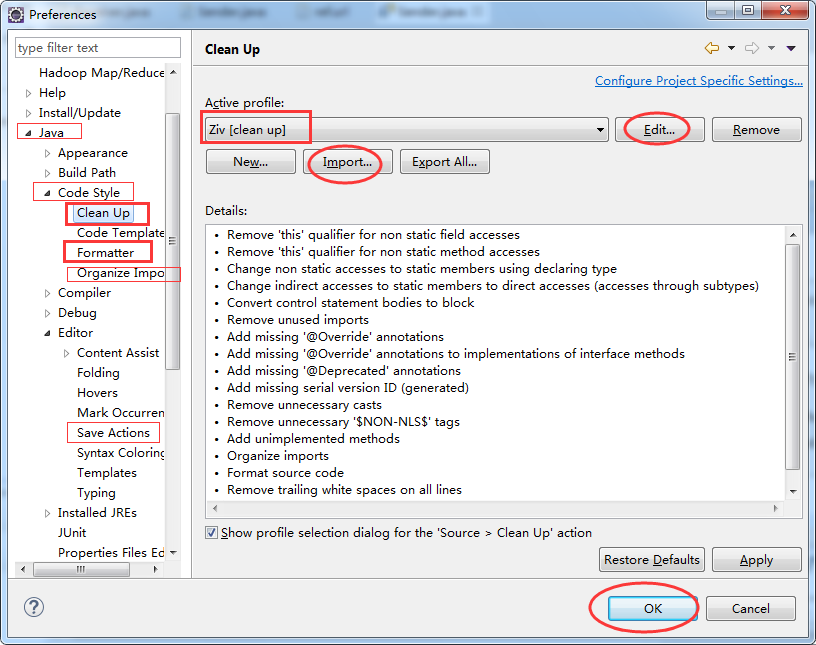 Preferences
type filter text
Hadoop Map/Reduce
Help
Install/Update
Java
Appearance
Build Path
Code Style
Clean Up
Code Template
Formatter
Organize Impo
Compiler
Debug
Editor
Content Assist
Folding
Hovers
Mark Occurren
Save Actions
Syntax Coloring
Templates
Typing
Installed JREs
JUnit
Properties Files Ed
Clean Up
Configure Project Specific Settings...
Active profile:
Ziv [clean up]
Edit...
Remove
New...
Import...
Export All...
Details:
• Remove 'this' qualifier for non static field accesses
• Remove 'this' qualifier for non static method accesses
• Change non static accesses to static members using declaring type
• Change indirect accesses to static members to direct accesses (accesses through subtypes)
• Convert control statement bodies to block
• Remove unused imports
• Add missing '@Override' annotations
• Add missing '@Override' annotations to implementations of interface methods
• Add missing '@Deprecated' annotations
• Add missing serial version ID (generated)
• Remove unnecessary casts
• Remove unnecessary '$NON-NLS$' tags
• Add unimplemented methods
• Organize imports
• Format source code
• Remove trailing white spaces on all lines
Show profile selection dialog for the 'Source > Clean Up' action
Restore Defaults
Apply
OK
Cancel